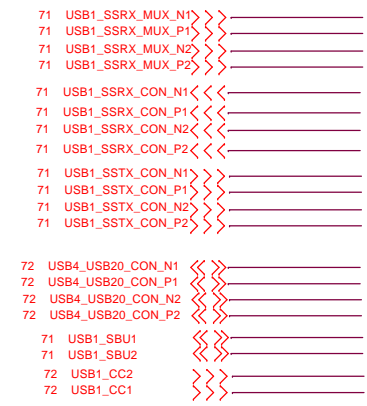 71 USB1_SSRX_MUX_N1
71 USB1_SSRX_MUX_P1
71 USB1_SSRX_MUX_N2
71 USB1_SSRX_MUX_P2
71 USB1_SSRX_CON_N1
71 USB1_SSRX_CON_P1
71 USB1_SSRX_CON_N2
71 USB1_SSRX_CON_P2
71 USB1_SSTX_CON_N1
71 USB1_SSTX_CON_P1
71 USB1_SSTX_CON_N2
71 USB1_SSTX_CON_P2
72 USB4_USB20_CON_N1
72 USB4_USB20_CON_P1
72 USB4_USB20_CON_N2
72 USB4_USB20_CON_P2
71 USB1_SBU1
71 USB1_SBU2
72 USB1_CC2
72 USB1_CC1